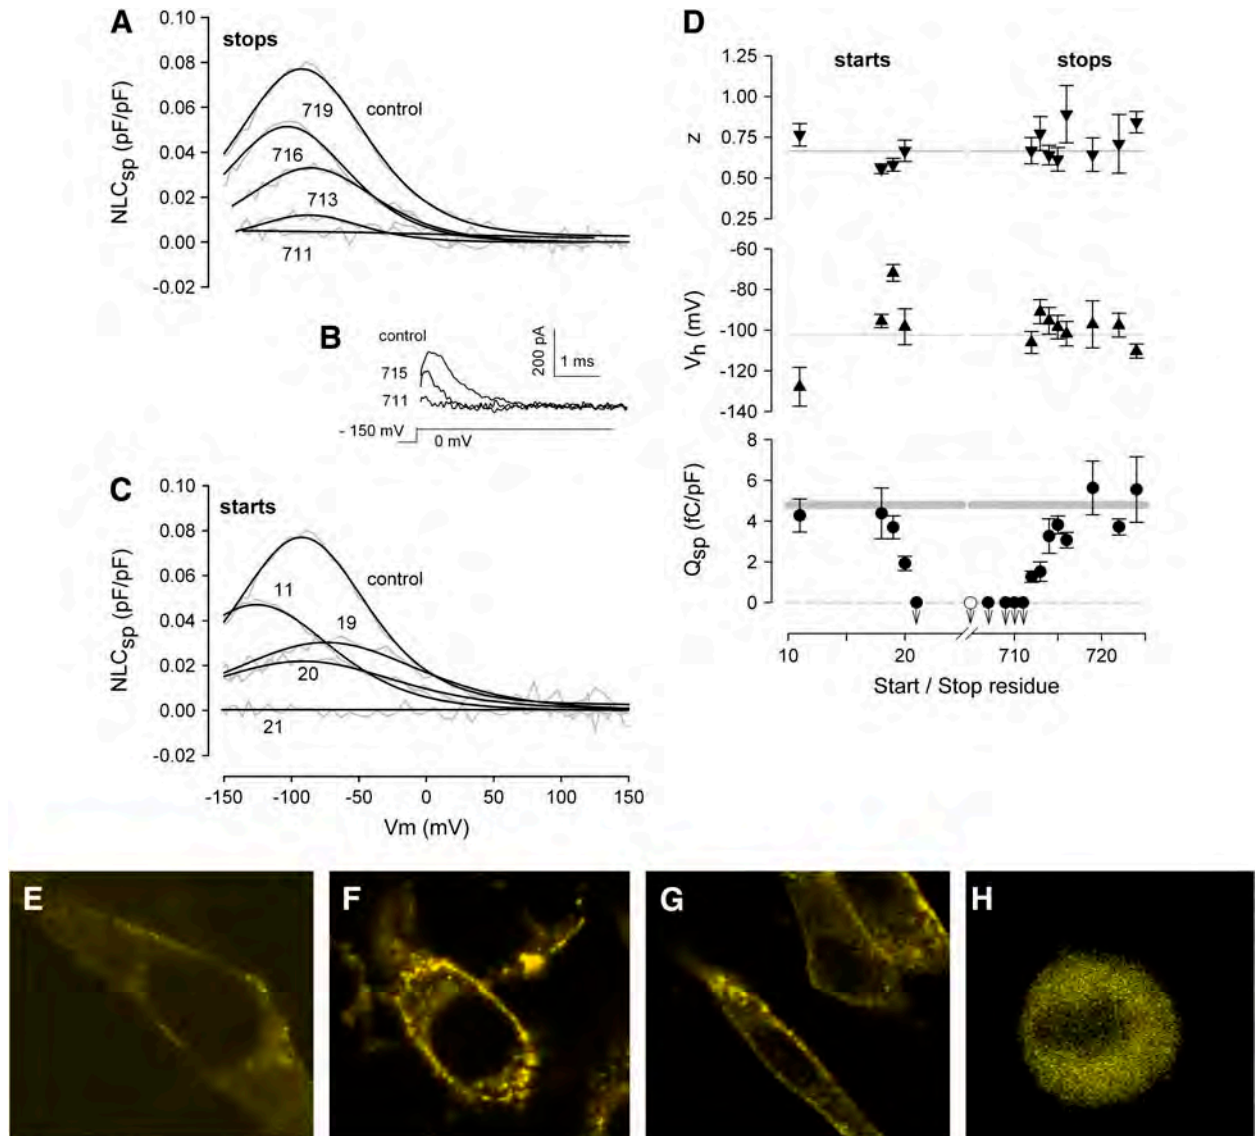 A
stops
0.10
0.08
0.06
0.04
0.02
0.00
-0.02
NLCsp (pF/pF)
719
control
716
713
711
B
control
715
711
200 pA
1 ms
- 150 mV
0 mV
C
starts
0.10
0.08
0.06
0.04
0.02
0.00
-0.02
NLCsp (pF/pF)
control
11
19
20
21
-150 -100 -50 0 50 100 150
Vm (mV)
D
starts stops
1.25
1.00
0.75
0.50
0.25
z
-60
-80
-100
-120
-140
Vh (mV)
8
6
4
2
0
Qsp (fC/pF)
10 20 710 720
Start / Stop residue
E F G H